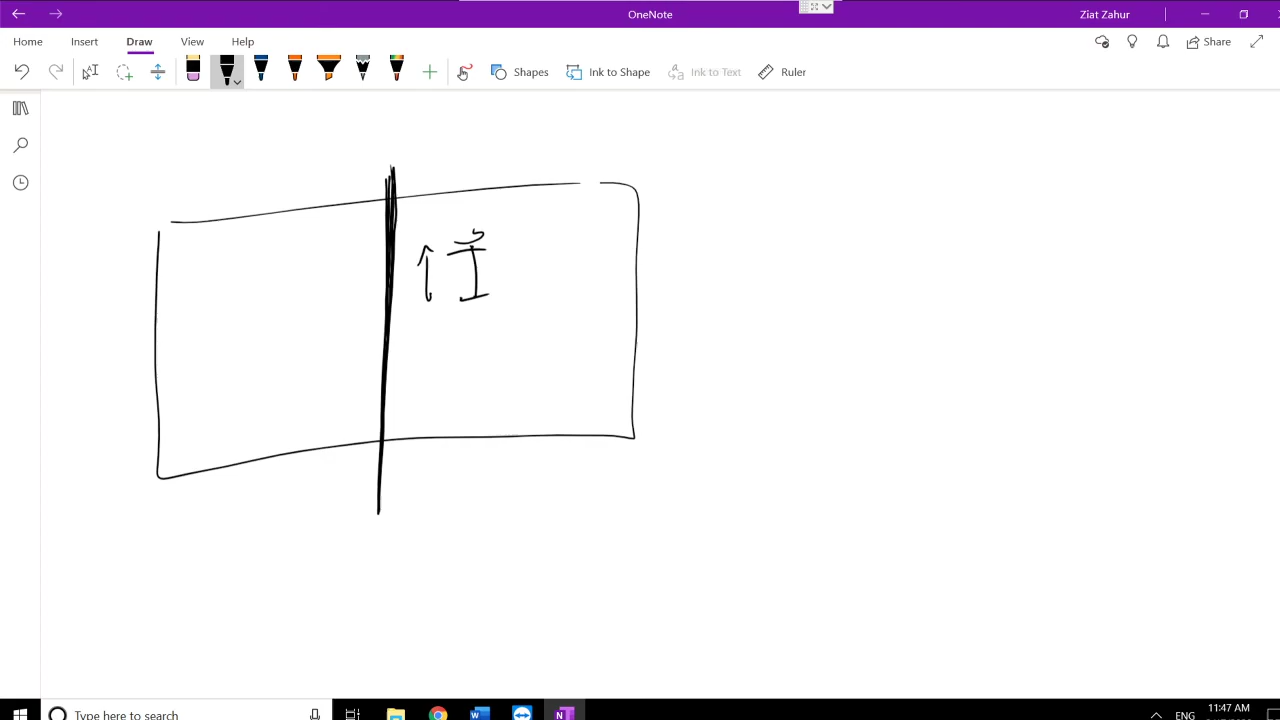 OneNote
Ziat Zahur
Home
Insert
Draw
View
Help
Share
Shapes
Ink to Shape
Ink to Text
Ruler
Type here to search
ENG
11:47 AM